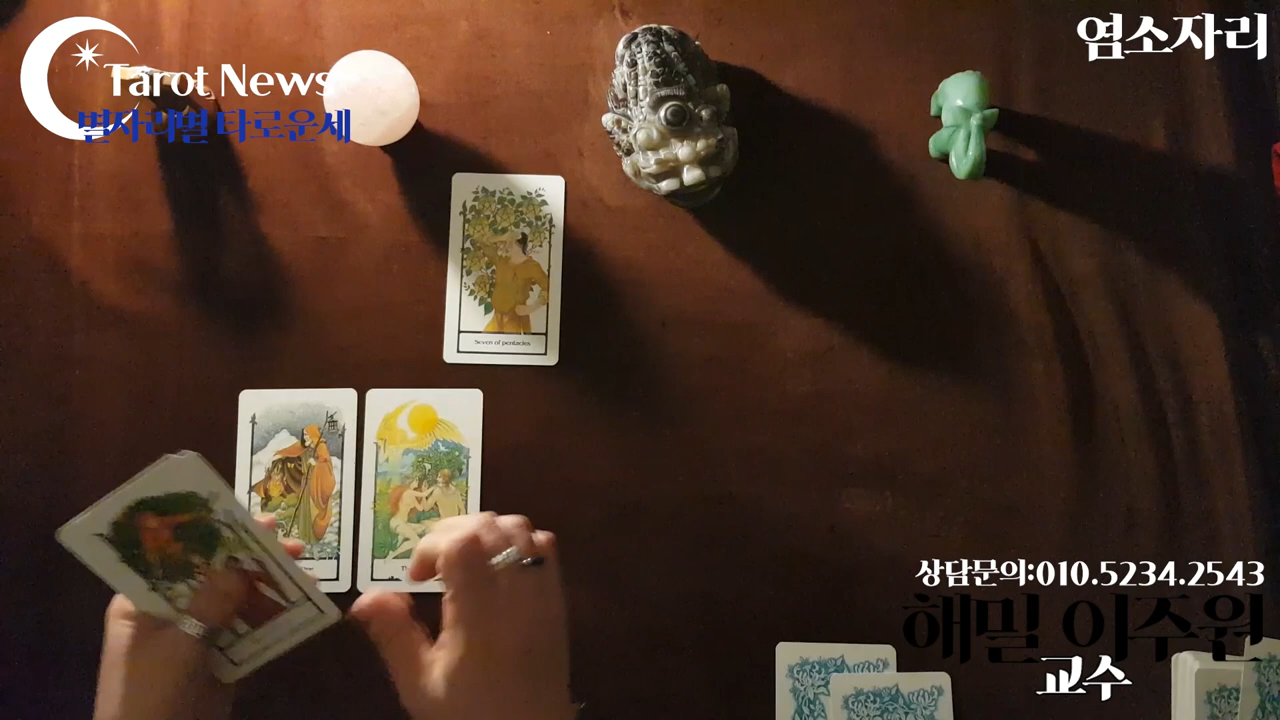 Tarot News
별자리별 타로운세
염소자리
Seven of pentacles
상담문의:010.5234.2543
해밀 이주원
교수